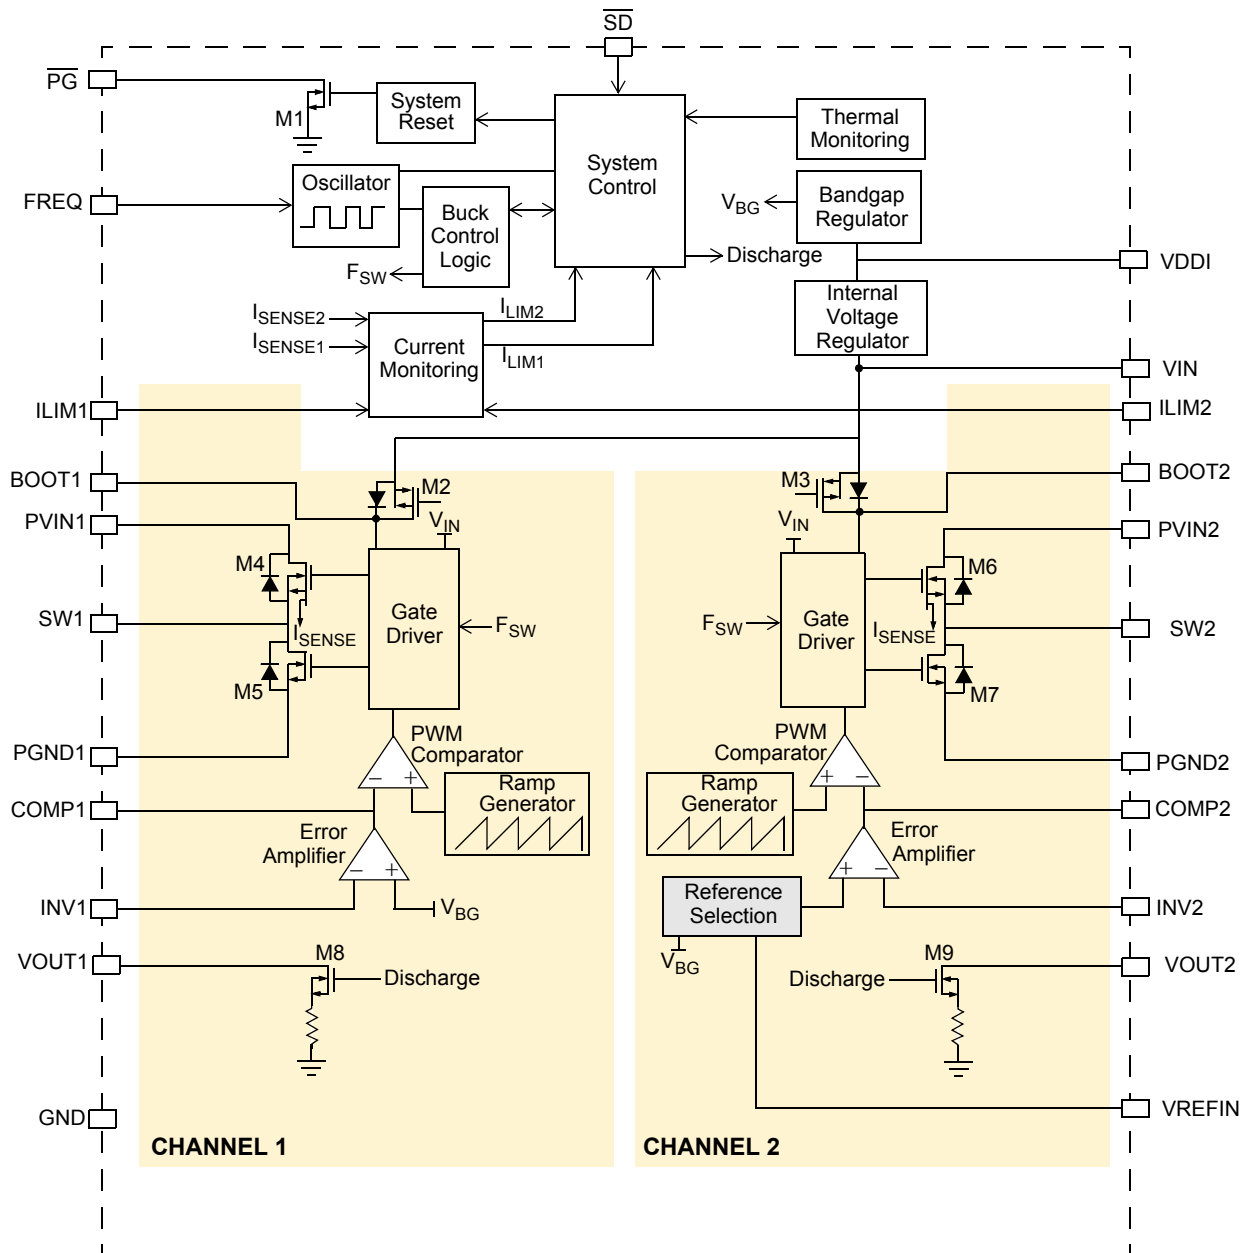 SD
PG
M1
System
Reset
System
Control
Thermal
Monitoring
FREQ
Oscillator
Buck
Control
Logic
FSW
VBG
Bandgap
Regulator
Discharge
VDDI
Internal
Voltage
Regulator
ISENSE2
ISENSE1
Current
Monitoring
ILIM2
ILIM1
VIN
ILIM1
ILIM2
BOOT1
M2
VIN
M3
VIN
BOOT2
PVIN1
M4
PVIN2
M6
SW1
ISENSE
Gate
Driver
FSW
FSW
Gate
Driver
ISENSE
SW2
M5
M7
PGND1
PWM
Comparator
PWM
Comparator
PGND2
COMP1
Ramp
Generator
Ramp
Generator
COMP2
Error
Amplifier
Error
Amplifier
INV1
VBG
Reference
Selection
VBG
INV2
VOUT1
M8
Discharge
Discharge
M9
VOUT2
GND
VREFIN
CHANNEL 1
CHANNEL 2